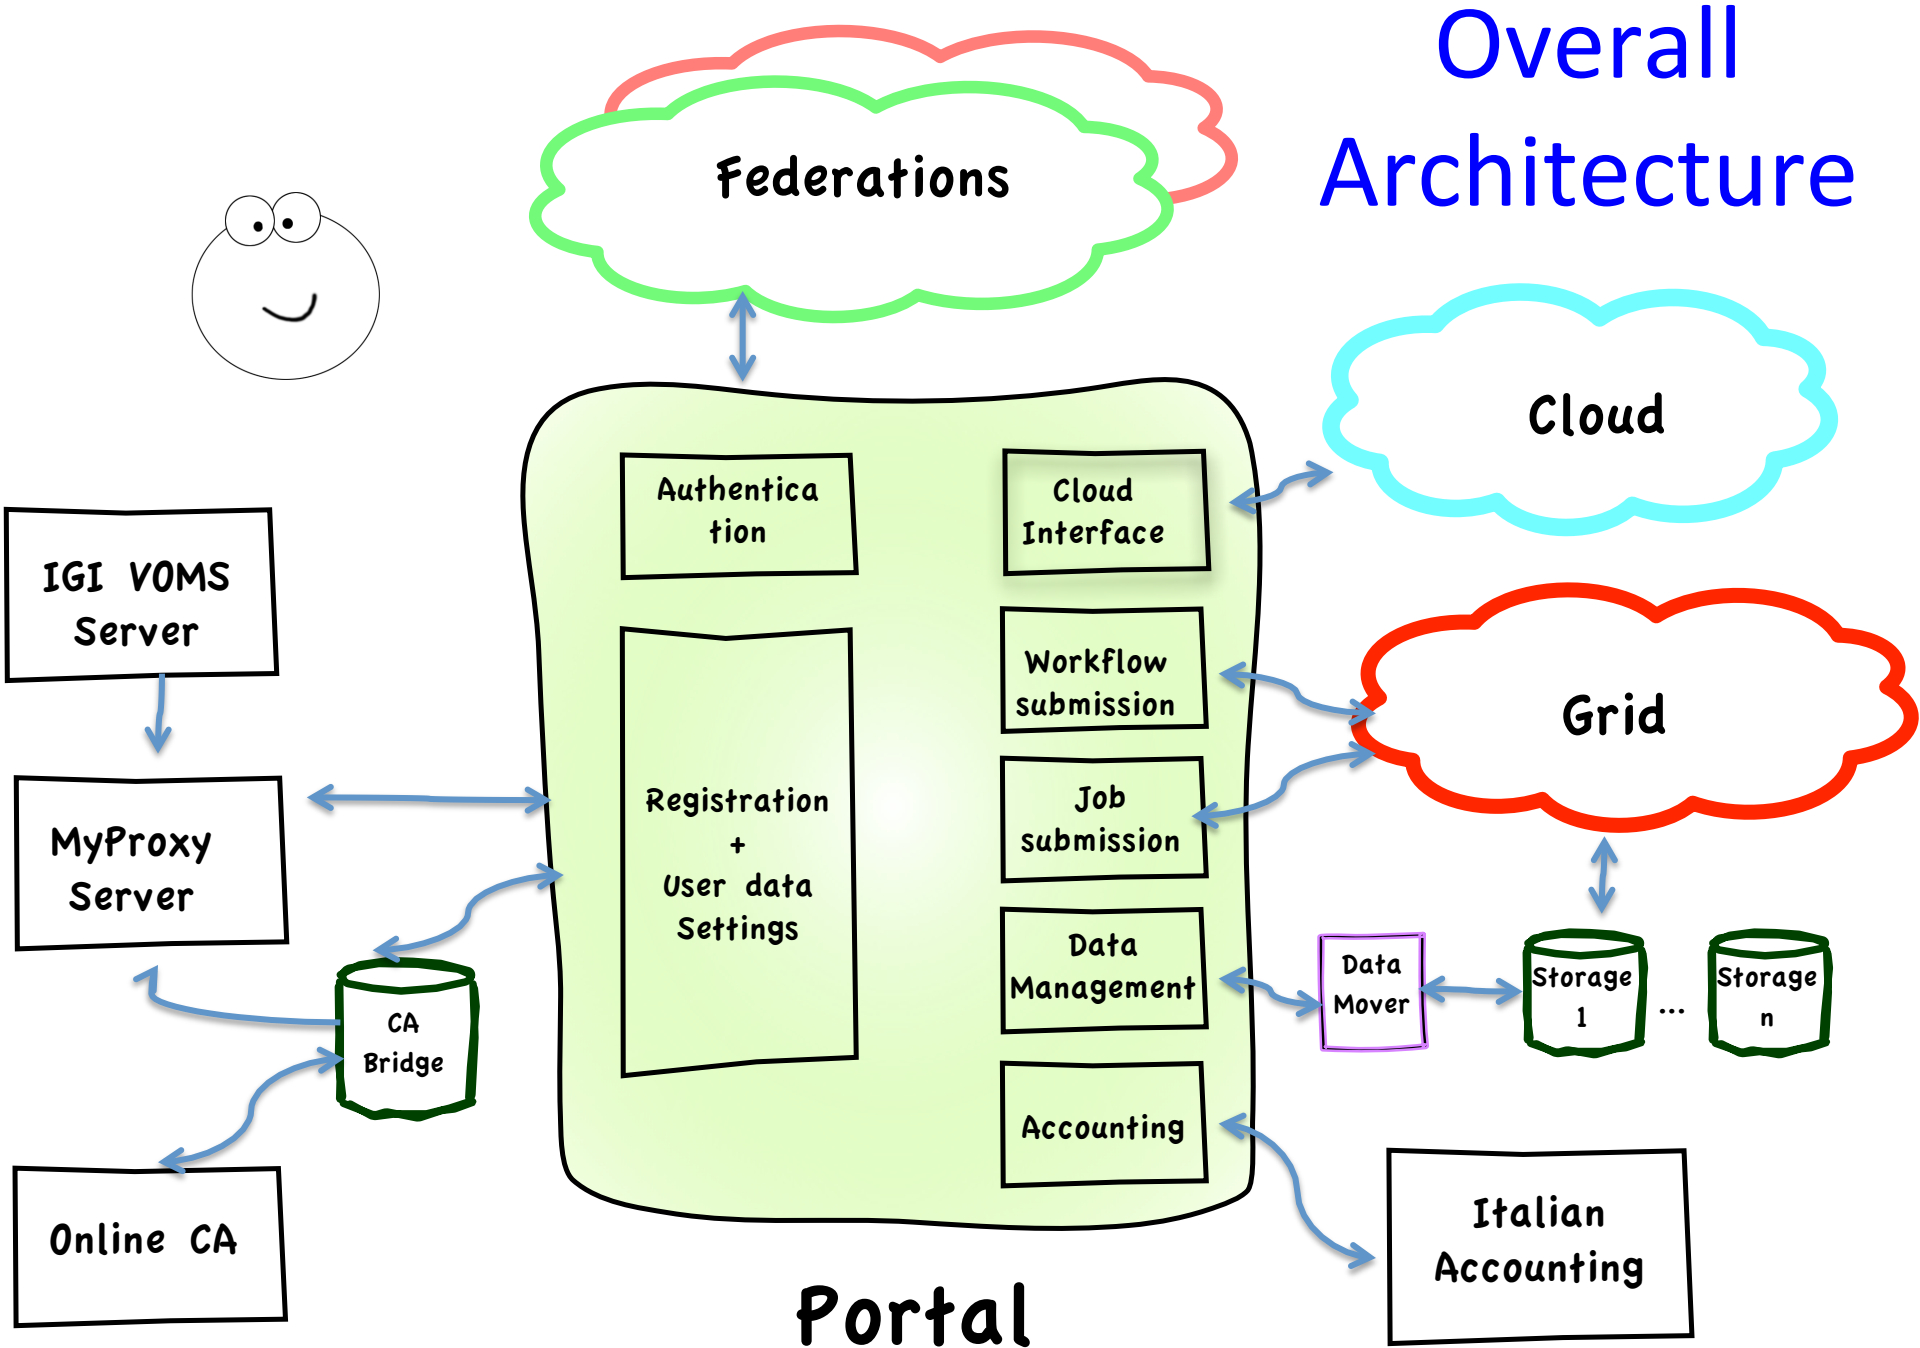 Overall
Architecture
Federations
Cloud
Authentica
tion
Cloud
Interface
IGI VOMS
Server
Workflow
submission
Grid
MyProxy
Server
Registration
+
User data
Settings
Job
submission
Data
Management
Data
Mover
Storage
1
...
Storage
n
CA
Bridge
Accounting
Online CA
Italian
Accounting
Portal